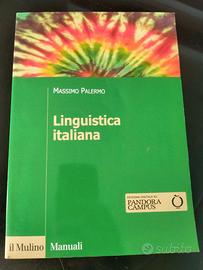 Massimo Palermo
Linguistica
italiana
EDIZIONE DIGITALE SU
PANDORA
CAMPUS
il Mulino Manuali
subito